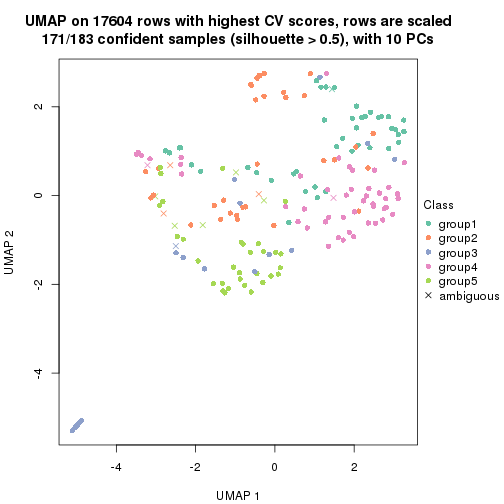 UMAP on 17604 rows with highest CV scores, rows are scaled
171/183 confident samples (silhouette > 0.5), with 10 PCs
UMAP 2
2
0
-2
-4
-4
-2
0
2
UMAP 1
Class
group1
group2
group3
group4
group5
ambiguous